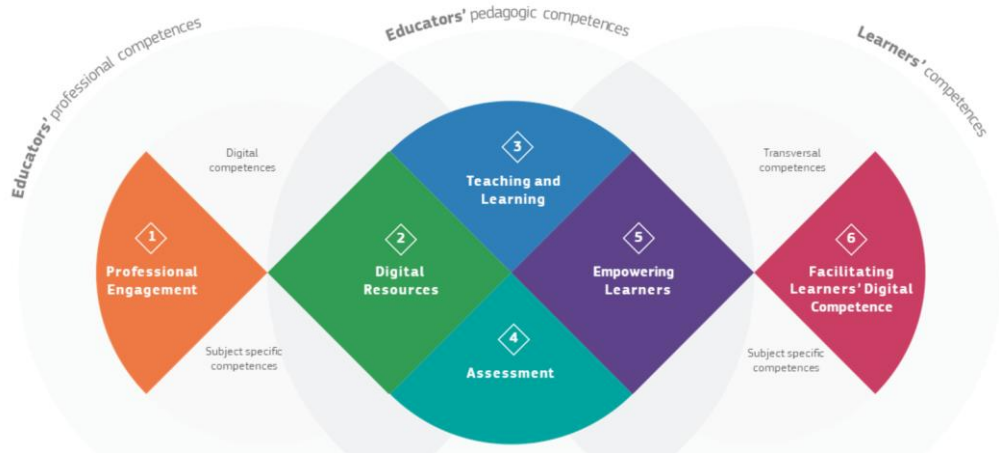 Educators' professional competences
Educators' pedagogic competences
Learners' competences
Digital
competences
Transversal
competences
3
Teaching and
Learning
1
Professional
Engagement
2
Digital
Resources
5
Empowering
Learners
6
Facilitating
Learners' Digital
Competence
4
Assessment
Subject specific
competences
Subject specific
competences